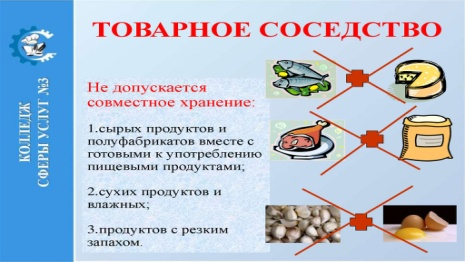 ТОВАРНОЕ СОСЕДСТВО
КОЛЛЕДЖ
СФЕРЫ УСЛУГ №3
Не допускается
совместное хранение:
1.сырых продуктов и
полуфабрикатов вместе с
готовыми к употреблению
пищевыми продуктами;
2.сухих продуктов и
влажных;
3.продуктов с резким
запахом.